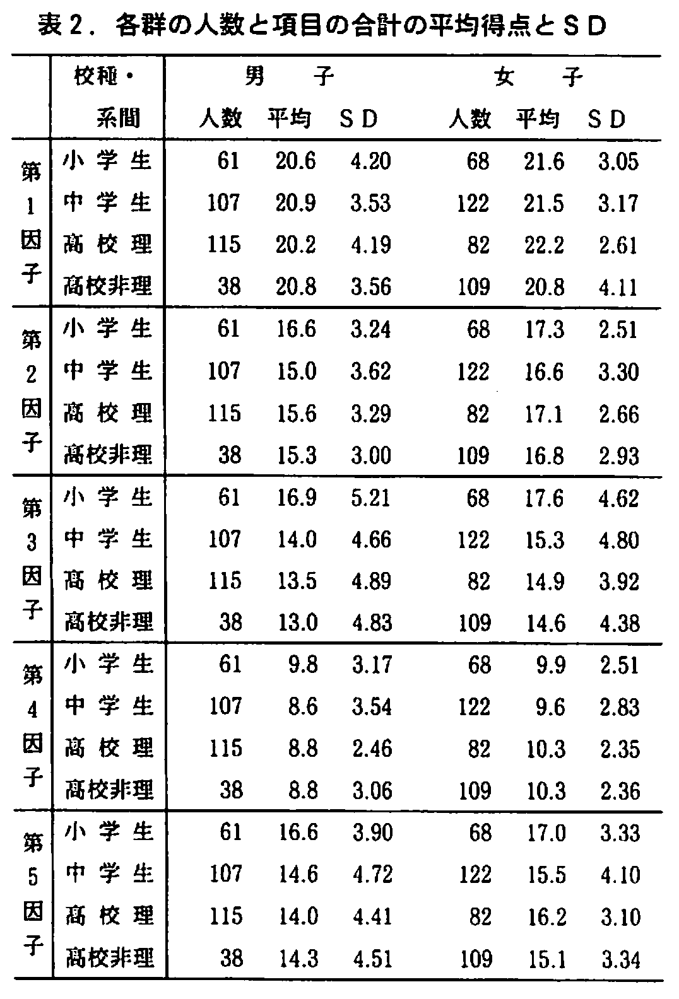 表2. 各群の人数と項目の合計の平均得点とSD
校種・ 男 子 女 子
系間 人数 平均 SD 人数 平均 SD
第1因子
小学生 61 20.6 4.20 68 21.6 3.05
中学生 107 20.9 3.53 122 21.5 3.17
高校理 115 20.2 4.19 82 22.2 2.61
高校非理 38 20.8 3.56 109 20.8 4.11
第2因子
小学生 61 16.6 3.24 68 17.3 2.51
中学生 107 15.0 3.62 122 16.6 3.30
高校理 115 15.6 3.29 82 17.1 2.66
高校非理 38 15.3 3.00 109 16.8 2.93
第3因子
小学生 61 16.9 5.21 68 17.6 4.62
中学生 107 14.0 4.66 122 15.3 4.80
高校理 115 13.5 4.89 82 14.9 3.92
高校非理 38 13.0 4.83 109 14.6 4.38
第4因子
小学生 61 9.8 3.17 68 9.9 2.51
中学生 107 8.6 3.54 122 9.6 2.83
高校理 115 8.8 2.46 82 10.3 2.35
高校非理 38 8.8 3.06 109 10.3 2.36
第5因子
小学生 61 16.6 3.90 68 17.0 3.33
中学生 107 14.6 4.72 122 15.5 4.10
高校理 115 14.0 4.41 82 16.2 3.10
高校非理 38 14.3 4.51 109 15.1 3.34